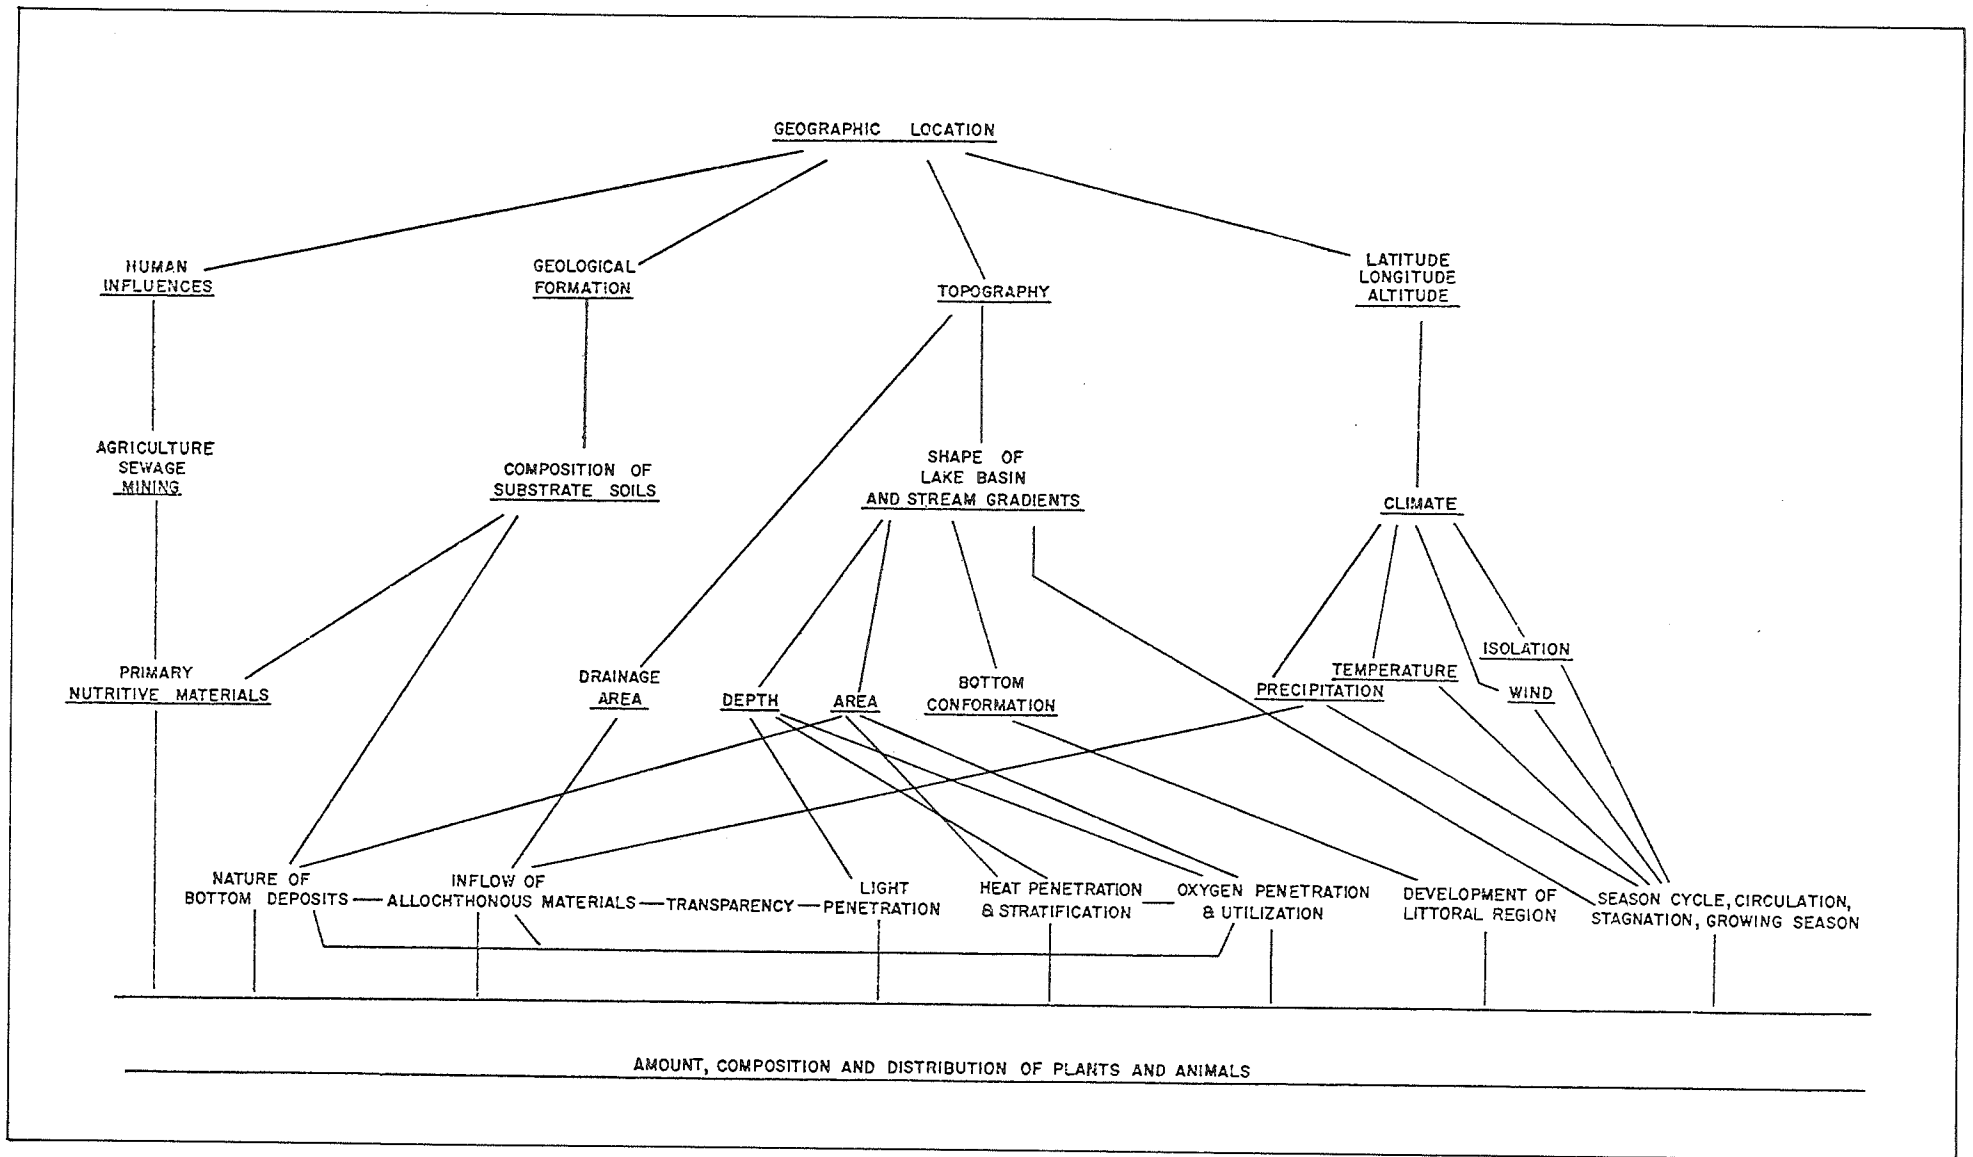 GEOGRAPHIC LOCATION
HUMAN
INFLUENCES
GEOLOGICAL
FORMATION
TOPOGRAPHY
LATITUDE
LONGITUDE
ALTITUDE
AGRICULTURE
SEWAGE
MINING
COMPOSITION OF
SUBSTRATE SOILS
SHAPE OF
LAKE BASIN
AND STREAM GRADIENTS
CLIMATE
PRIMARY
NUTRITIVE MATERIALS
DRAINAGE
AREA
DEPTH
AREA
BOTTOM
CONFORMATION
PRECIPITATION
TEMPERATURE
WIND
ISOLATION
NATURE OF
BOTTOM DEPOSITS
INFLOW OF
ALLOCHTHONOUS MATERIALS
TRANSPARENCY
LIGHT
PENETRATION
HEAT PENETRATION
& STRATIFICATION
OXYGEN PENETRATION
& UTILIZATION
DEVELOPMENT OF
LITTORAL REGION
SEASON CYCLE, CIRCULATION,
STAGNATION, GROWING SEASON
AMOUNT, COMPOSITION AND DISTRIBUTION OF PLANTS AND ANIMALS